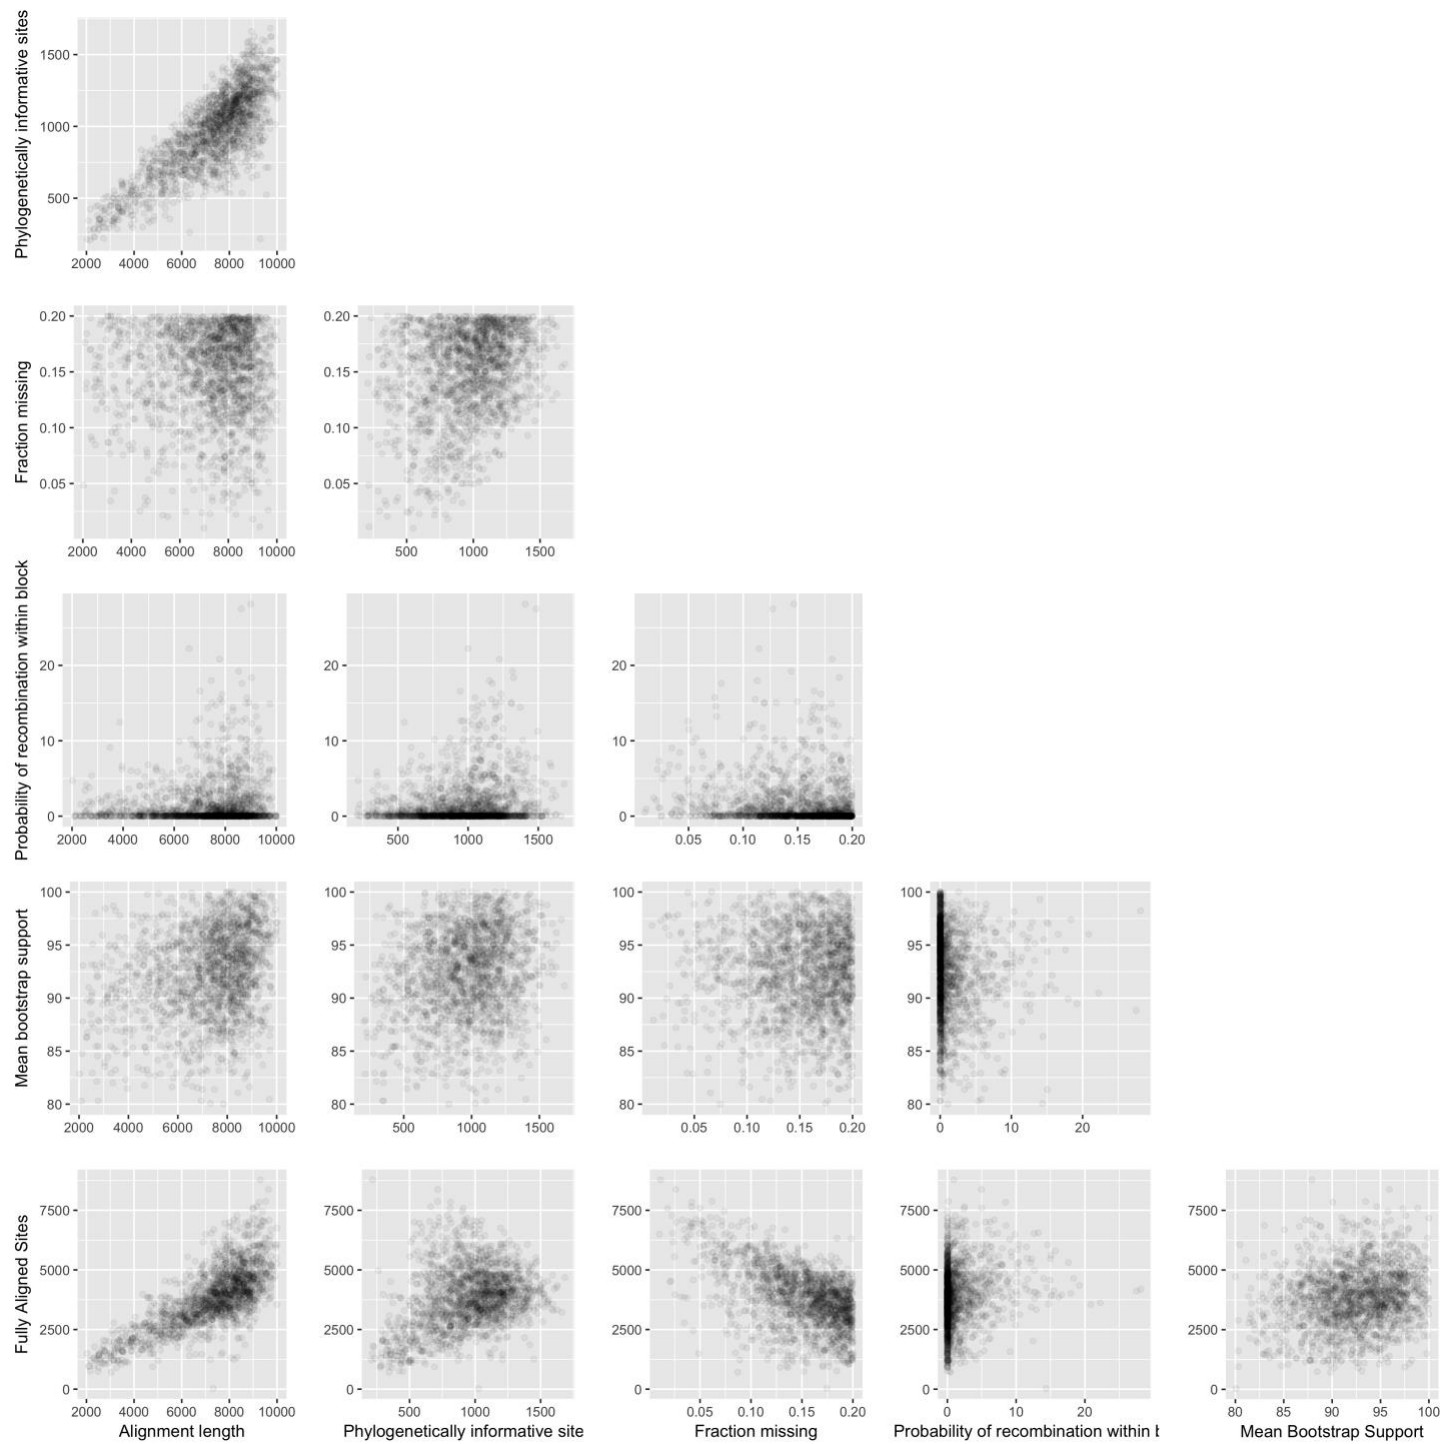 Phylogenetically informative sites
1500
1000
500
2000 4000 6000 8000 10000
Fraction missing
0.20 0.20
0.15 0.15
0.10 0.10
0.05 0.05
2000 4000 6000 8000 10000 500 1000 1500
Probability of recombination within block
20 20 20
10 10 10
0 0 0
2000 4000 6000 8000 10000 500 1000 1500 0.05 0.10 0.15 0.20
Mean bootstrap support
100 100 100 100
95 95 95 95
90 90 90 90
85 85 85 85
80 80 80 80
2000 4000 6000 8000 10000 500 1000 1500 0.05 0.10 0.15 0.20 0 10 20
Fully Aligned Sites
7500 7500 7500 7500 7500
5000 5000 5000 5000 5000
2500 2500 2500 2500 2500
0 0 0 0 0
2000 4000 6000 8000 10000 500 1000 1500 0.05 0.10 0.15 0.20 0 10 20 80 85 90 95 100
Alignment length Phylogenetically informative site Fraction missing Probability of recombination within Mean Bootstrap Support